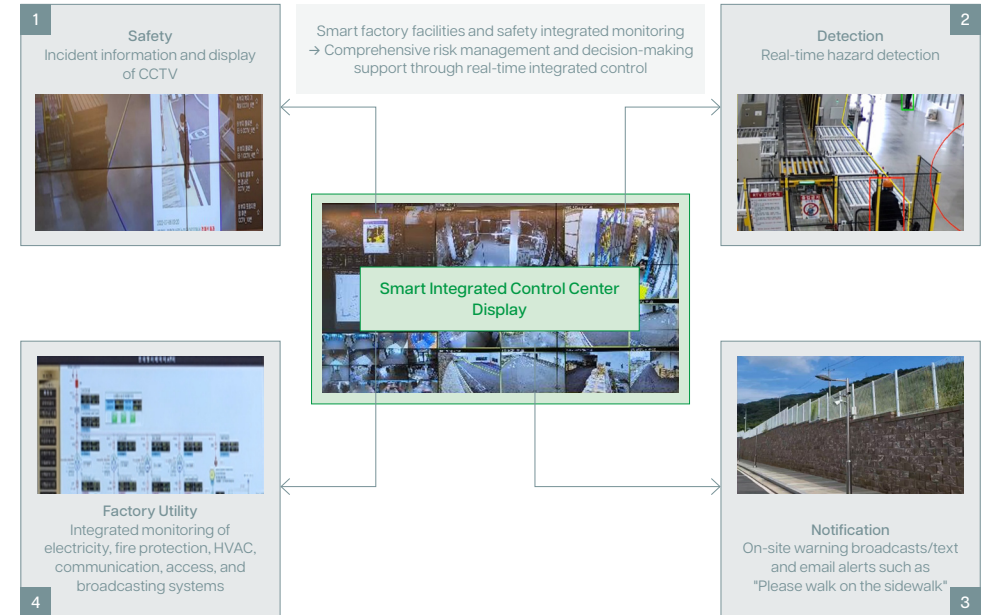 1
Safety
Incident information and display
of CCTV
Smart factory facilities and safety integrated monitoring
→ Comprehensive risk management and decision-making
support through real-time integrated control
2
Detection
Real-time hazard detection
Smart Integrated Control Center
Display
Factory Utility
Integrated monitoring of
electricity, fire protection, HVAC,
communication, access, and
broadcasting systems
4
Notification
On-site warning broadcasts/text
and email alerts such as
"Please walk on the sidewalk"
3